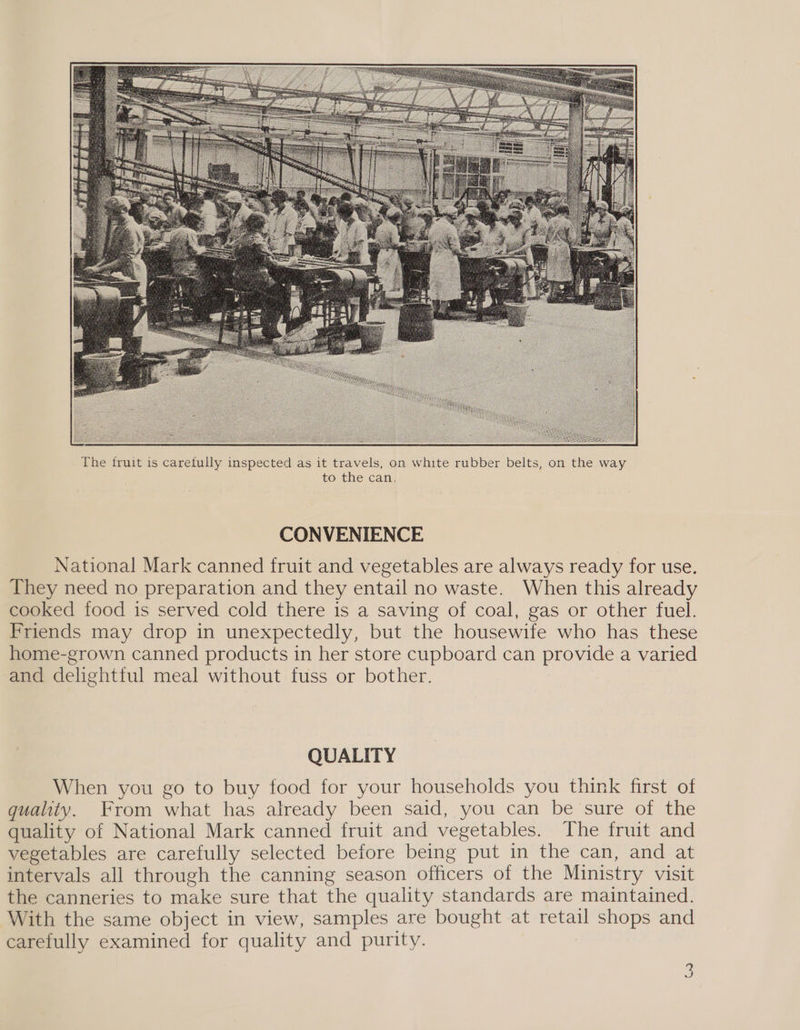 The fruit is carefully inspected as it travels, on white rubber belts, on the way
to the can.
CONVENIENCE
National Mark canned fruit and vegetables are always ready for use.
They need no preparation and they entail no waste. When this already
cooked food is served cold there is a saving of coal, gas or other fuel.
Friends may drop in unexpectedly, but the housewife who has these
home-grown canned products in her store cupboard can provide a varied
and delightful meal without fuss or bother.
QUALITY
When you go to buy food for your households you think first of
quality. From what has already been said, you can be sure of the
quality of National Mark canned fruit and vegetables. The fruit and
vegetables are carefully selected before being put in the can, and at
intervals all through the canning season officers of the Ministry visit
the canneries to make sure that the quality standards are maintained.
With the same object in view, samples are bought at retail shops and
carefully examined for quality and purity.
3